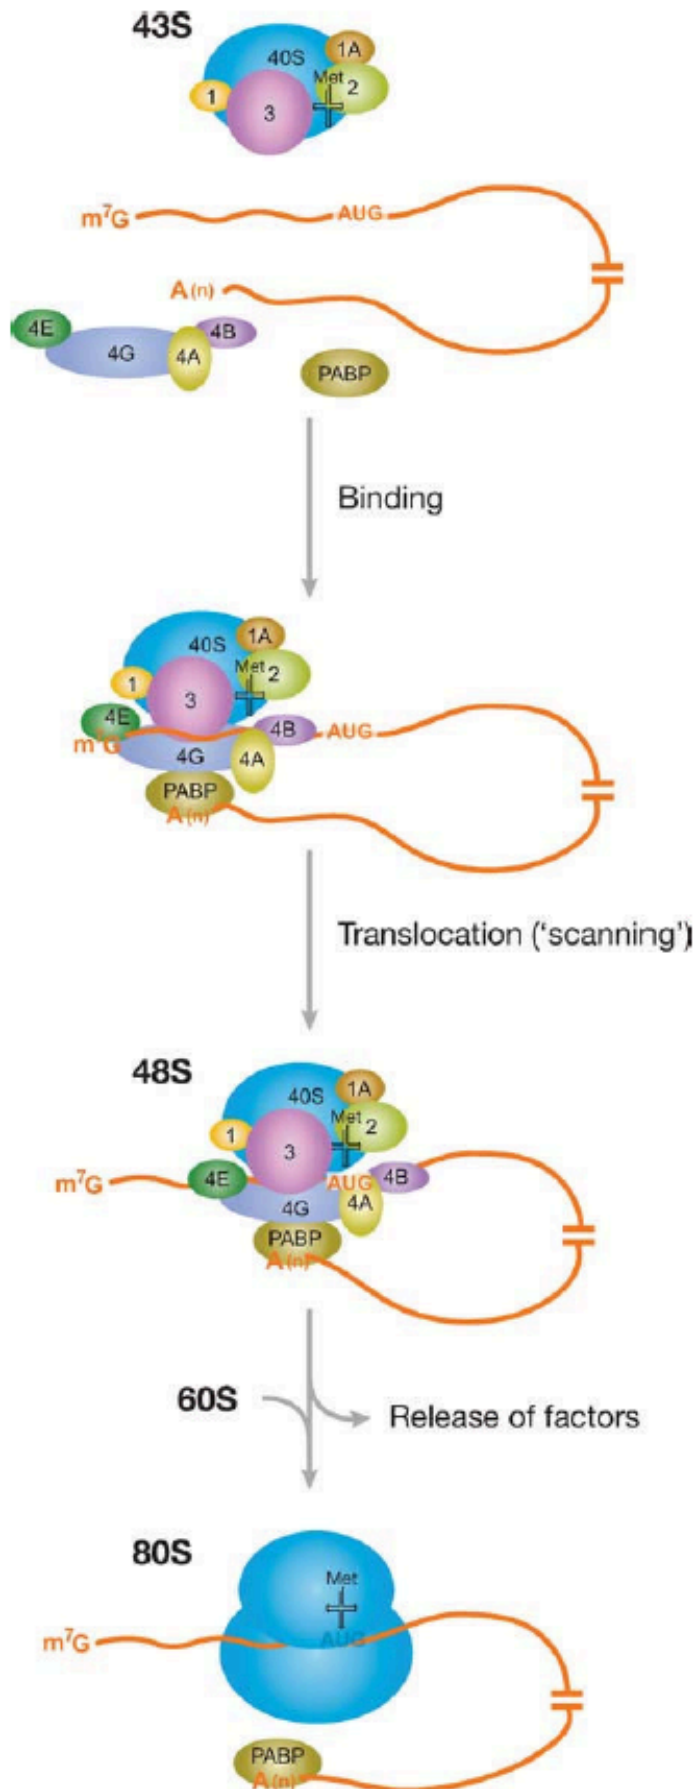 43S
40S
1A
Met
2
1
3
m⁷G
AUG
A(n)
4E
4G
4A
4B
PABP
Binding
40S
1A
Met
2
1
3
4E
m⁷G
4G
4A
4B
AUG
PABP
A(n)
Translocation ('scanning')
48S
40S
1A
Met
2
1
3
m⁷G
4E
AUG
4B
4G
4A
PABP
A(n)
60S
Release of factors
80S
Met
m⁷G
AUG
PABP
A(n)